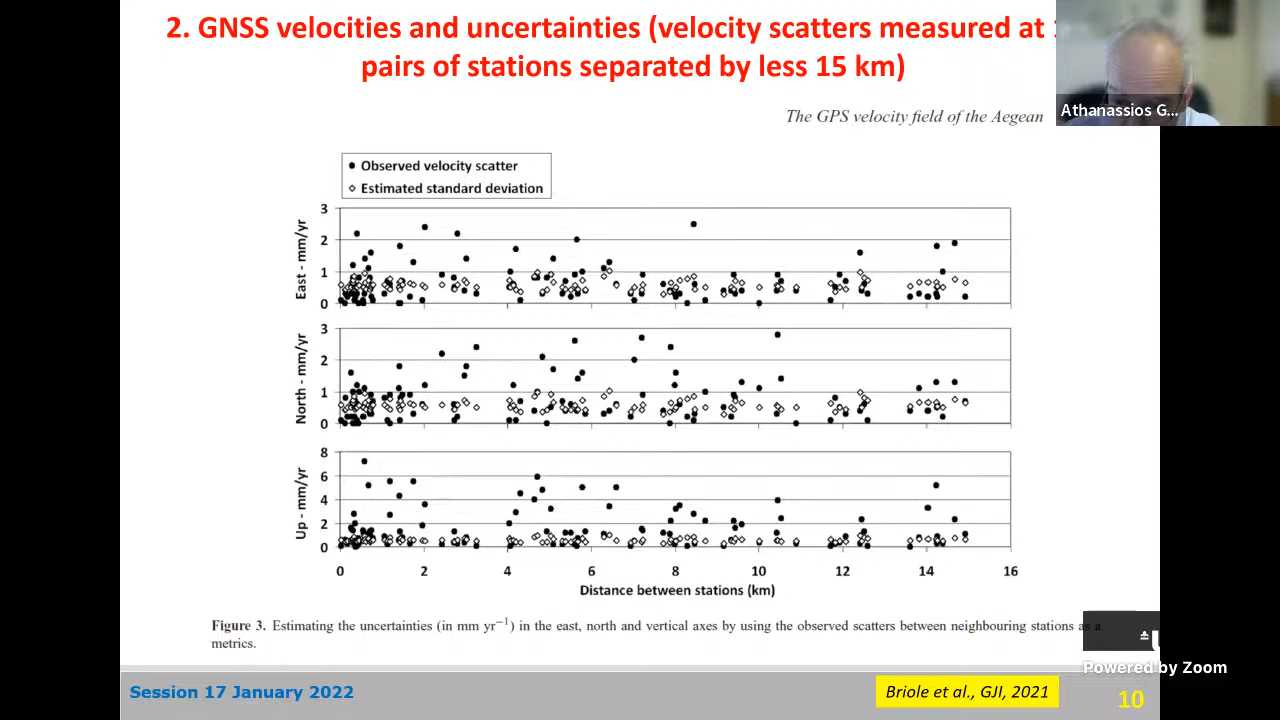 2. GNSS velocities and uncertainties (velocity scatters measured at
pairs of stations separated by less 15 km)
Athanassios G...
The GPS velocity field of the Aegean
Observed velocity scatter
Estimated standard deviation
East - mm/yr
3
2
1
0
North - mm/yr
3
2
1
0
Up - mm/yr
8
6
4
2
0
0 2 4 6 8 10 12 14 16
Distance between stations (km)
Figure 3. Estimating the uncertainties (in mm yr−1) in the east, north and vertical axes by using the observed scatters between neighbouring stations as a
metrics.
Powered by Zoom
Session 17 January 2022
Briole et al., GJI, 2021
10